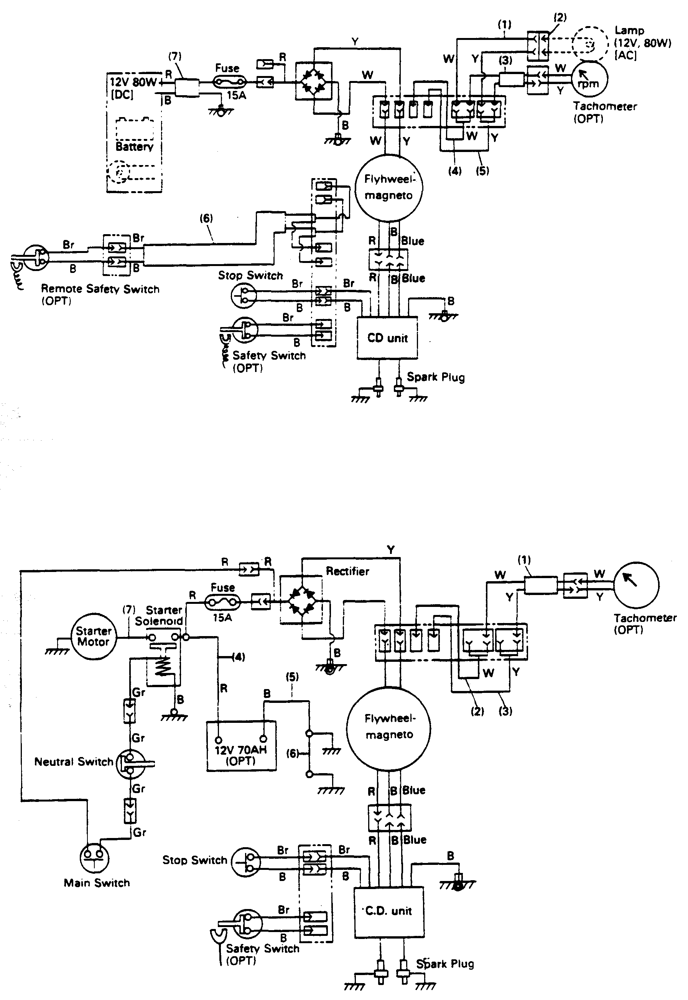 (2)
(1)
Lamp
(12V, 80W)
[AC]
Y
W
Y
(3)
W
rpm
Y
Tachometer
(OPT)
(7)
R
Fuse
R
12V 80W
[DC]
B
15A
W
B
W
Y
W
Y
(4)
(5)
Battery
Flyhweel-
magneto
(6)
R
B
Blue
Br
Br
B
B
R
B
Blue
Remote Safety Switch
(OPT)
Stop Switch
Br
Br
B
B
B
Br
B
CD unit
Safety Switch
(OPT)
Spark Plug
Y
R
R
Rectifier
(1)
W
W
Y
Y
Tachometer
(OPT)
Fuse
R
15A
(7)
Starter
Solenoid
Starter
Motor
B
(4)
(5)
R
B
W
Y
(2)
(3)
Gr
B
Flywheel-
magneto
Gr
12V 70AH
(OPT)
(6)
Neutral Switch
Gr
R
B
Blue
Gr
R
B
Blue
Main Switch
Stop Switch
Br
Br
B
B
B
C.D. unit
Br
B
Safety Switch
(OPT)
Spark Plug